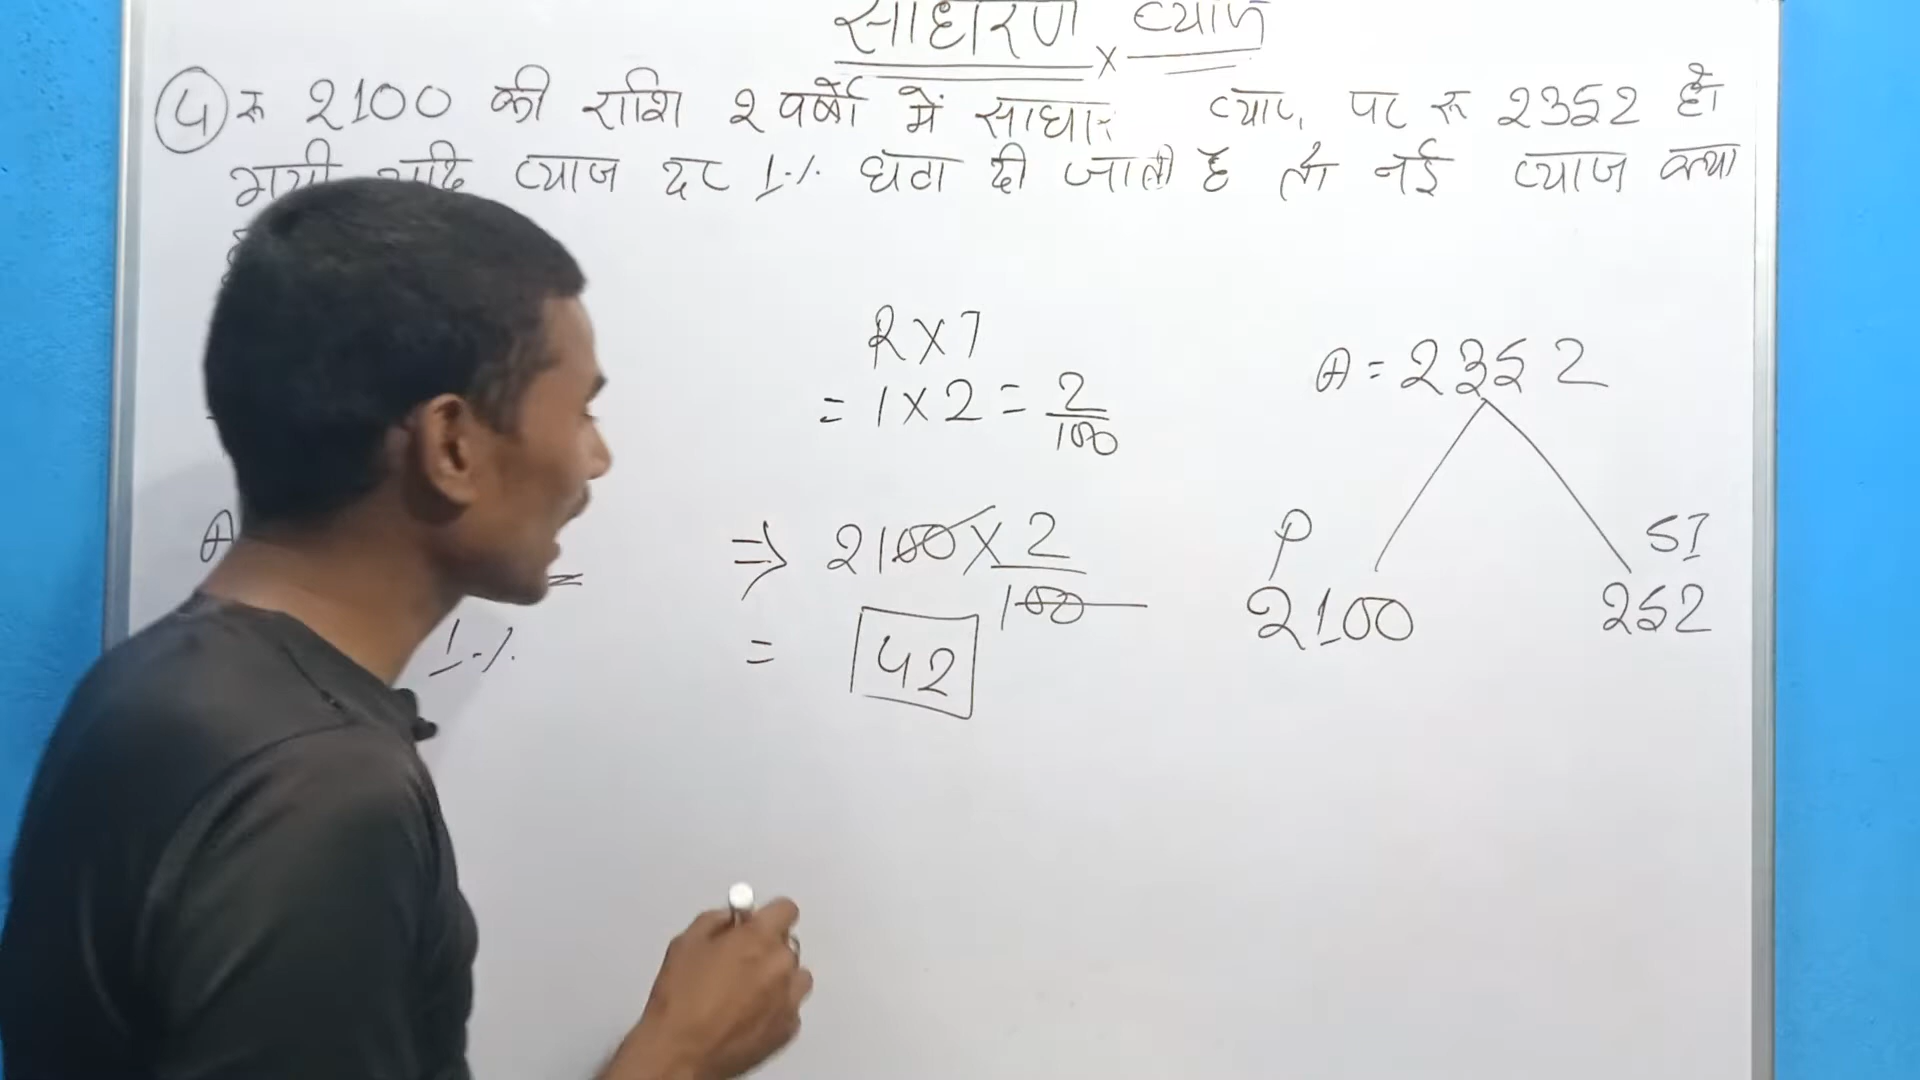 साधारण ब्याज
④ रु 2100 की राशि 2 वर्षों में साधार ब्याज पर रु 2352 हो
गयी यदि ब्याज दर 1% घटा दी जाती है तो नई ब्याज क्या
R×T
= 1×2 = 2/100
A = 2352
A
⇒ 2100×2/100
P
SI
2100
252
1%
= 42